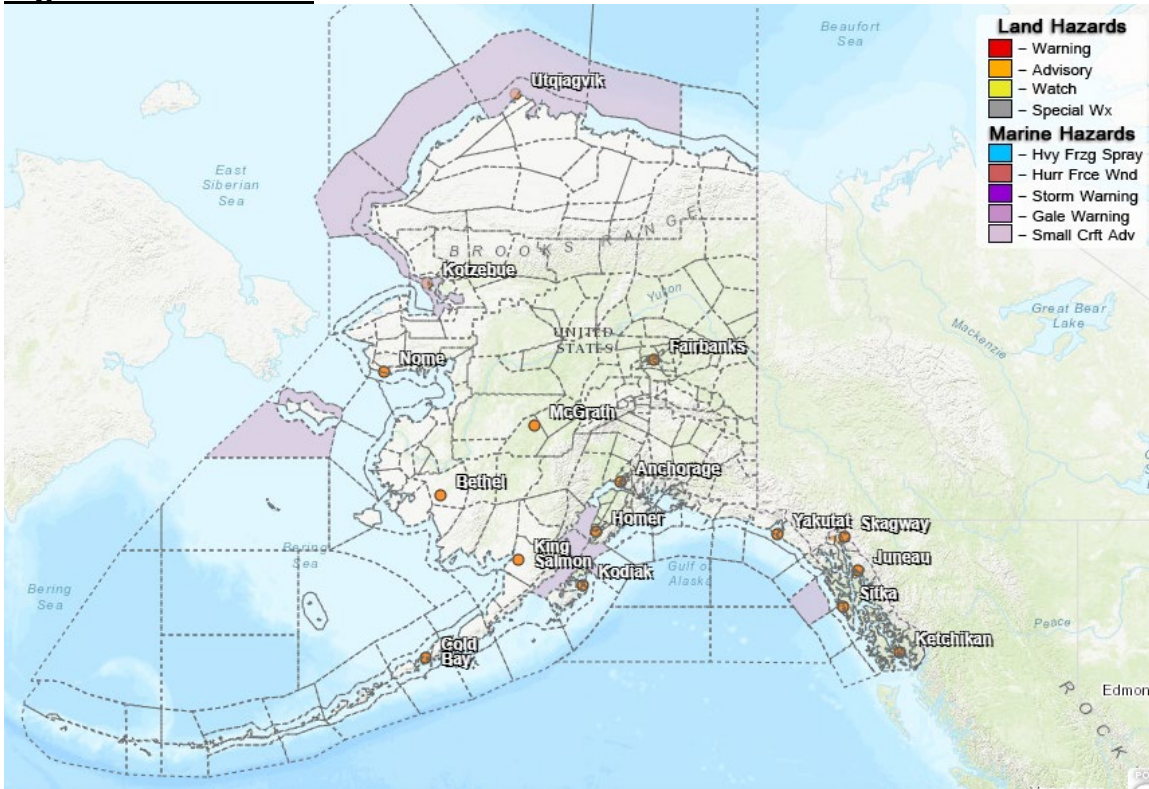 Beaufort
Sea
Land Hazards
– Warning
– Advisory
– Watch
– Special Wx
Marine Hazards
– Hvy Frzg Spray
– Hurr Frce Wnd
– Storm Warning
– Gale Warning
– Small Crft Adv
Utqiagvik
East
Siberian
Sea
BROOKS RANGE
Kotzebue
Yukon
Great Bear
Lake
Mackenzie
UNITED
STATES
Fairbanks
Nome
McGrath
Anchorage
Bethel
Homer
Yakutat
Skagway
King
Salmon
Juneau
Bering
Sea
Kodiak
Gulf of
Alaska
Sitka
Bering
Sea
Peace
Cold
Bay
Ketchikan
Edmon
ROCK